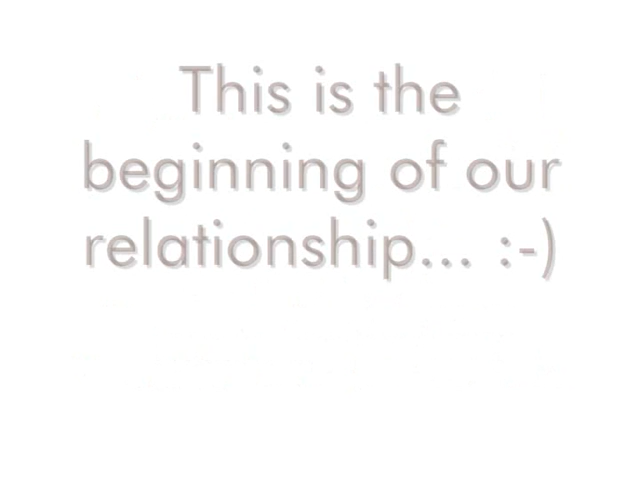 This is the
beginning of our
relationship... :-)